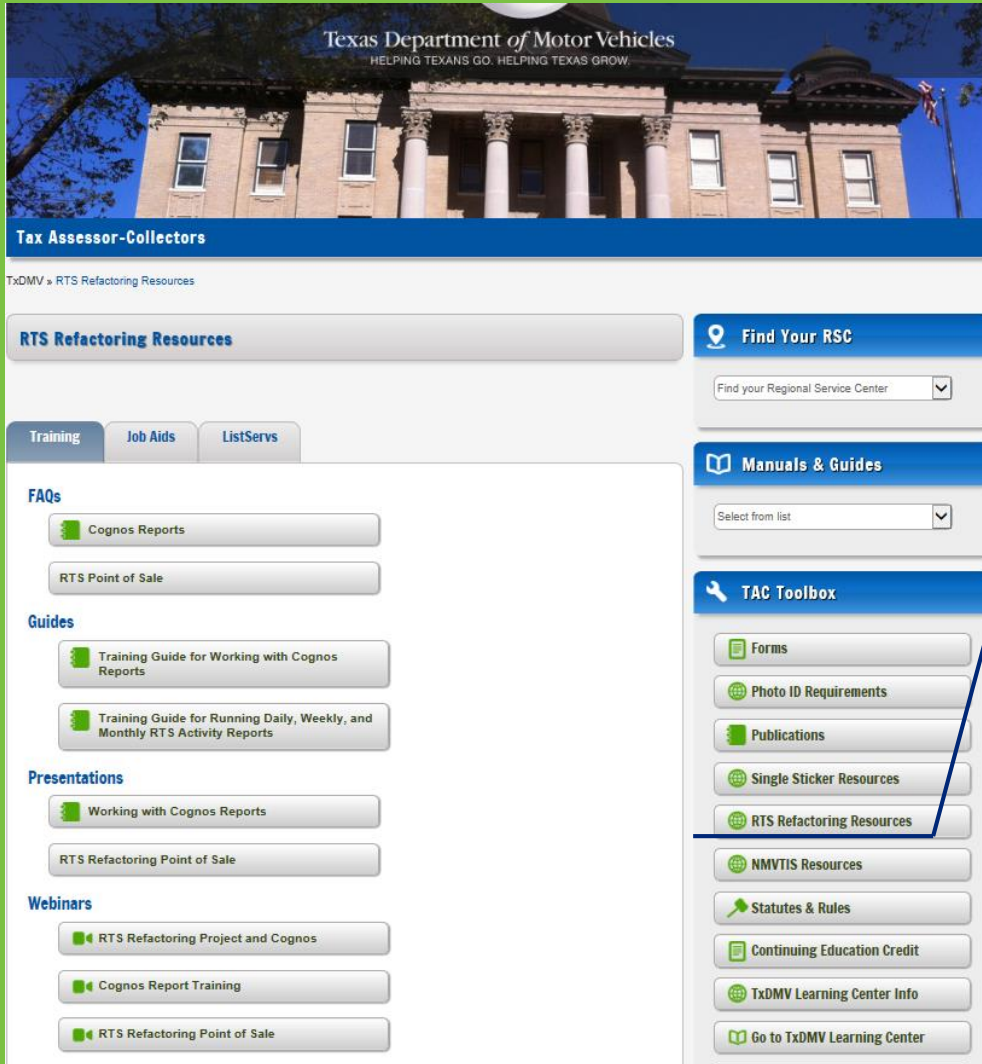 Texas Department of Motor Vehicles
HELPING TEXANS GO. HELPING TEXAS GROW.
Tax Assessor-Collectors
TxDMV » RTS Refactoring Resources
RTS Refactoring Resources
Training
Job Aids
ListServs
FAQs
Cognos Reports
RTS Point of Sale
Guides
Training Guide for Working with Cognos
Reports
Training Guide for Running Daily, Weekly, and
Monthly RTS Activity Reports
Presentations
Working with Cognos Reports
RTS Refactoring Point of Sale
Webinars
RTS Refactoring Project and Cognos
Cognos Report Training
RTS Refactoring Point of Sale
Find Your RSC
Find your Regional Service Center
Manuals & Guides
Select from list
TAC Toolbox
Forms
Photo ID Requirements
Publications
Single Sticker Resources
RTS Refactoring Resources
NMVTIS Resources
Statutes & Rules
Continuing Education Credit
TxDMV Learning Center Info
Go to TxDMV Learning Center